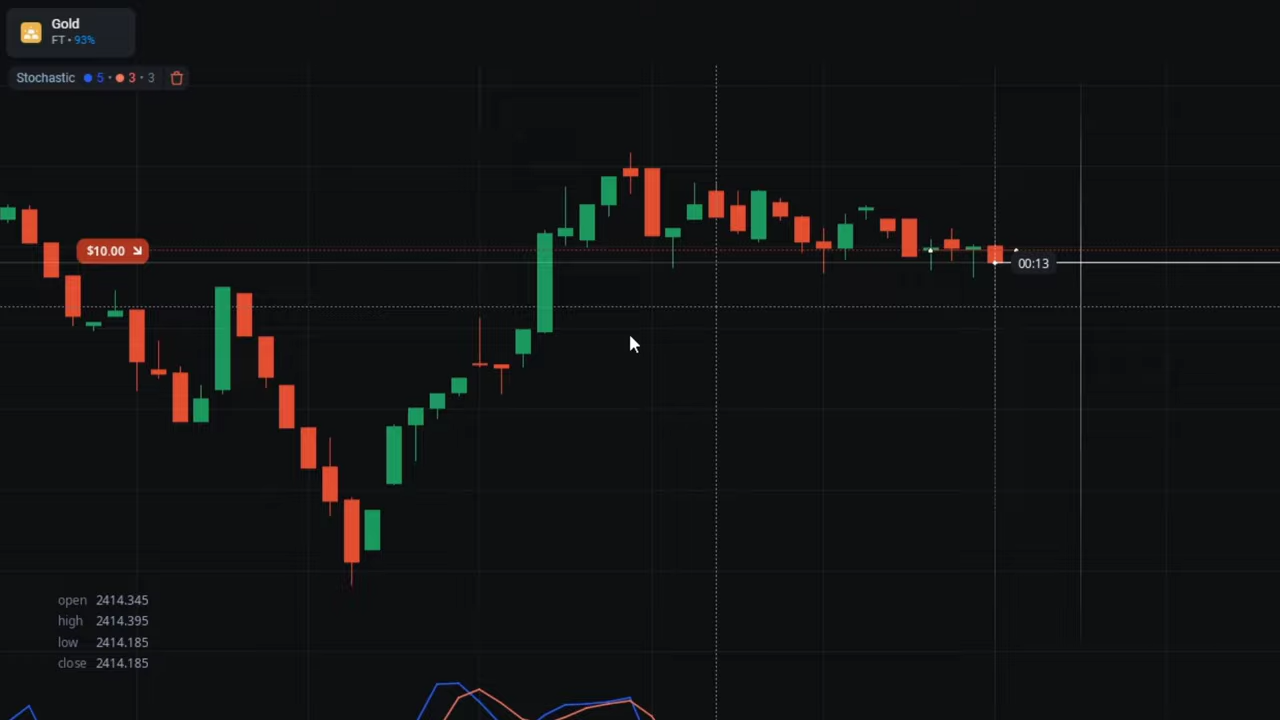 Gold
FT • 93%
Stochastic 5 • 3 • 3
$10.00
00:13
open 2414.345
high 2414.395
low 2414.185
close 2414.185